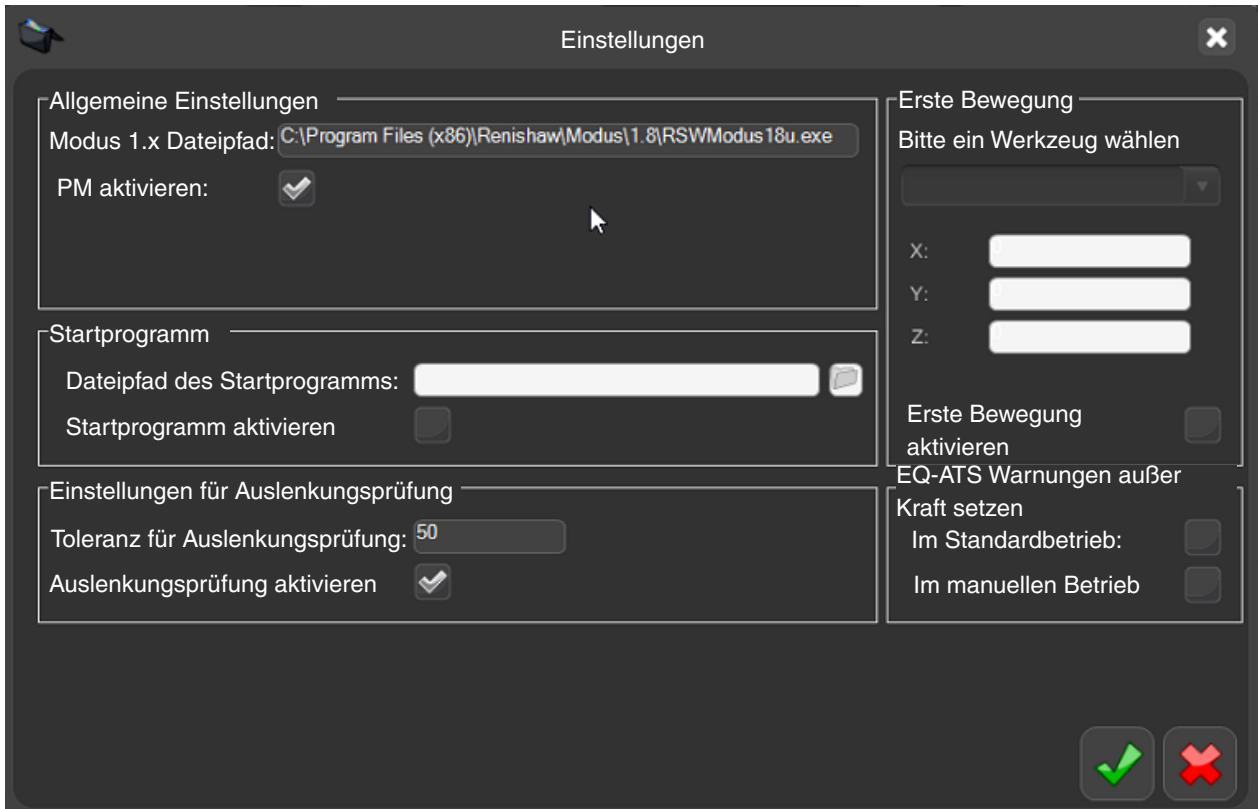 Einstellungen
Allgemeine Einstellungen
Modus 1.x Dateipfad: C:\Program Files (x86)\Renishaw\Modus\1.8\RSWModus18u.exe
PM aktivieren:
Startprogramm
Dateipfad des Startprogramms:
Startprogramm aktivieren
Einstellungen für Auslenkungsprüfung
Toleranz für Auslenkungsprüfung: 50
Auslenkungsprüfung aktivieren
Erste Bewegung
Bitte ein Werkzeug wählen
X:
Y:
Z:
Erste Bewegung
aktivieren
EQ-ATS Warnungen außer
Kraft setzen
Im Standardbetrieb:
Im manuellen Betrieb